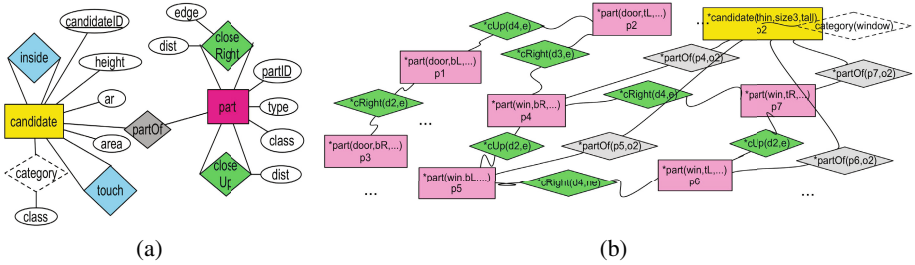 candidateID
inside
height
ar
candidate
partOf
area
category
touch
class
edge
close
Right
dist
partID
part
type
class
close
Up
dist
(a)
*cUp(d4,e)
*part(door,tL,...)
p2
*part(door,bL,...)
p1
*cRight(d3,e)
...
*candidate(thin,size3,tall)
o2
category(window)
*partOf(p4,o2)
*partOf(p7,o2)
*cRight(d2,e)
...
*part(win,bR,...)
p4
*cRight(d4,e)
*part(win,tR,...)
p7
*part(door,bR,...)
p3
*cUp(d2,e)
*partOf(p5,o2)
*cUp(d2,e)
*partOf(p6,o2)
...
*part(win,bL,...)
p5
*cRight(d4,ne)
*part(win,tL,...)
p6
...
(b)